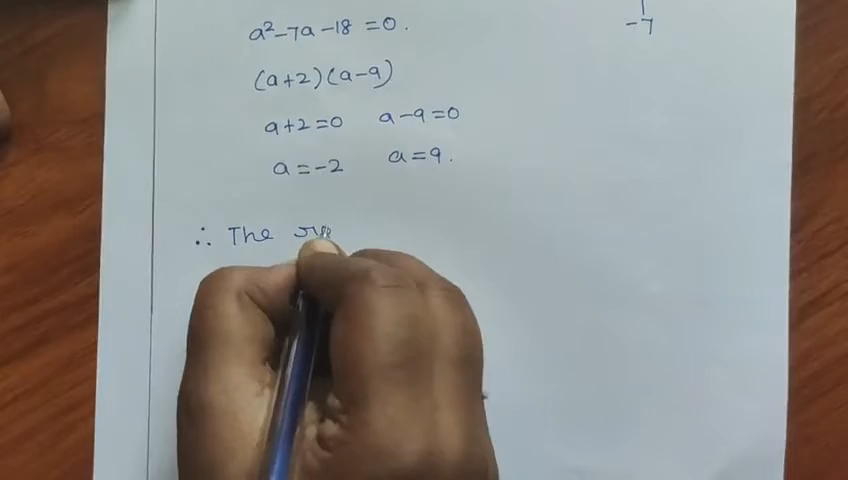 a²-7a-18 =0.
-7
(a+2)(a-9)
a+2=0 a-9=0
a=-2 a=9.
∴ The